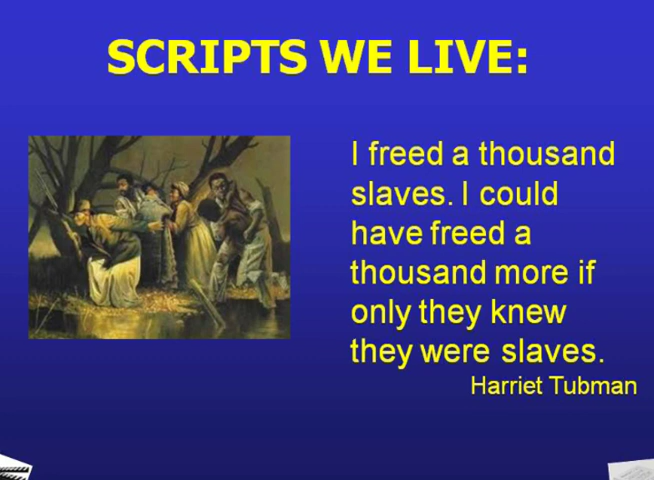 SCRIPTS WE LIVE:
I freed a thousand
slaves. I could
have freed a
thousand more if
only they knew
they were slaves.
Harriet Tubman